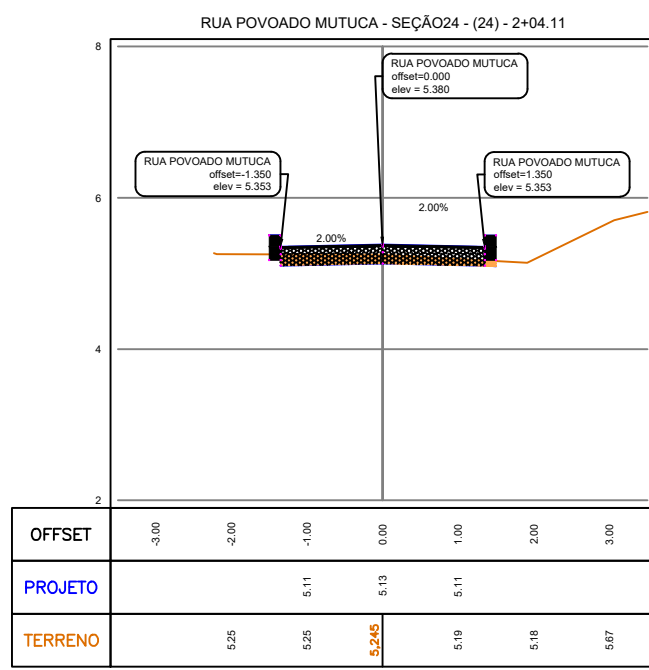 RUA POVOADO MUTUCA - SEÇÃO24 - (24) - 2+04.11
8
RUA POVOADO MUTUCA
offset=0.000
elev = 5.380
RUA POVOADO MUTUCA
offset=-1.350
elev = 5.353
RUA POVOADO MUTUCA
offset=1.350
elev = 5.353
6
2.00%
2.00%
4
2
OFFSET -3.00 -2.00 -1.00 0.00 1.00 2.00 3.00
PROJETO 5.11 5.13 5.11
TERRENO 5.25 5.25 5,245 5.19 5.18 5.67